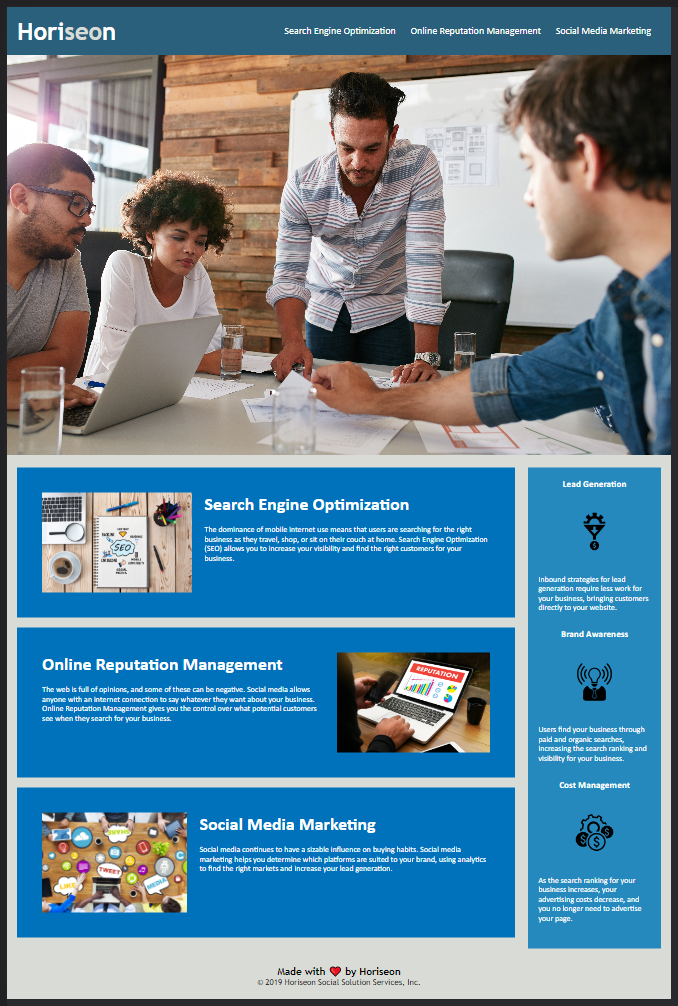 Horiseon
Search Engine Optimization Online Reputation Management Social Media Marketing
Search Engine Optimization
The dominance of mobile internet use means that users are searching for the right
business as they travel, shop, or sit on their couch at home. Search Engine Optimization
(SEO) allows you to increase your visibility and find the right customers for your
business.
SEO
Online Reputation Management
The web is full of opinions, and some of these can be negative. Social media allows
anyone with an internet connection to say whatever they want about your business.
Online Reputation Management gives you the control over what potential customers
see when they search for your business.
REPUTATION
Social Media Marketing
Social media continues to have a sizable influence on buying habits. Social media
marketing helps you determine which platforms are suited to your brand, using analytics
to find the right markets and increase your lead generation.
SHARE
TWEET
LIKE
MEDIA
Lead Generation
Inbound strategies for lead
generation require less work for
your business, bringing customers
directly to your website.
Brand Awareness
Users find your business through
paid and organic searches,
increasing the search ranking and
visibility for your business.
Cost Management
As the search ranking for your
business increases, your
advertising costs decrease, and
you no longer need to advertise
your page.
Made with ❤️ by Horiseon
© 2019 Horiseon Social Solution Services, Inc.